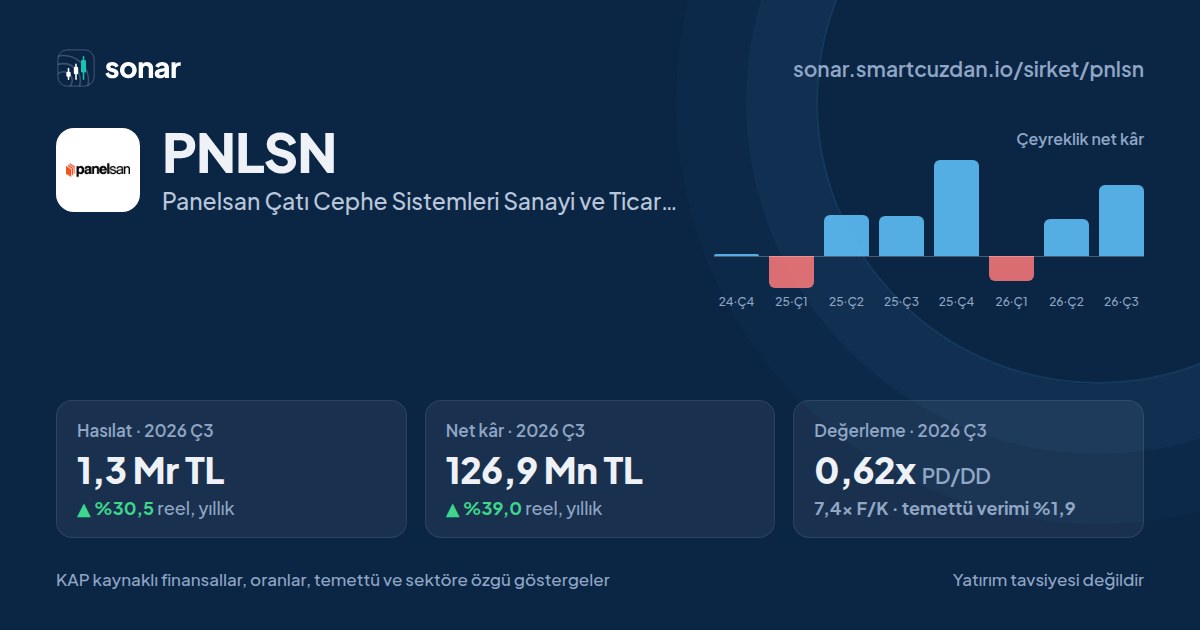 sonar
sonar.smartcuzdan.io/sirket/pnlsn
panelsan
PNLSN
Panelsan Çatı Cephe Sistemleri Sanayi ve Ticar...
Çeyreklik net kâr
24·Ç4 25·Ç1 25·Ç2 25·Ç3 25·Ç4 26·Ç1 26·Ç2 26·Ç3
Hasılat · 2026 Ç3
1,3 Mr TL
▲ %30,5 reel, yıllık
Net kâr · 2026 Ç3
126,9 Mn TL
▲ %39,0 reel, yıllık
Değerleme · 2026 Ç3
0,62x PD/DD
7,4× F/K · temettü verimi %1,9
KAP kaynaklı finansallar, oranlar, temettü ve sektöre özgü göstergeler
Yatırım tavsiyesi değildir